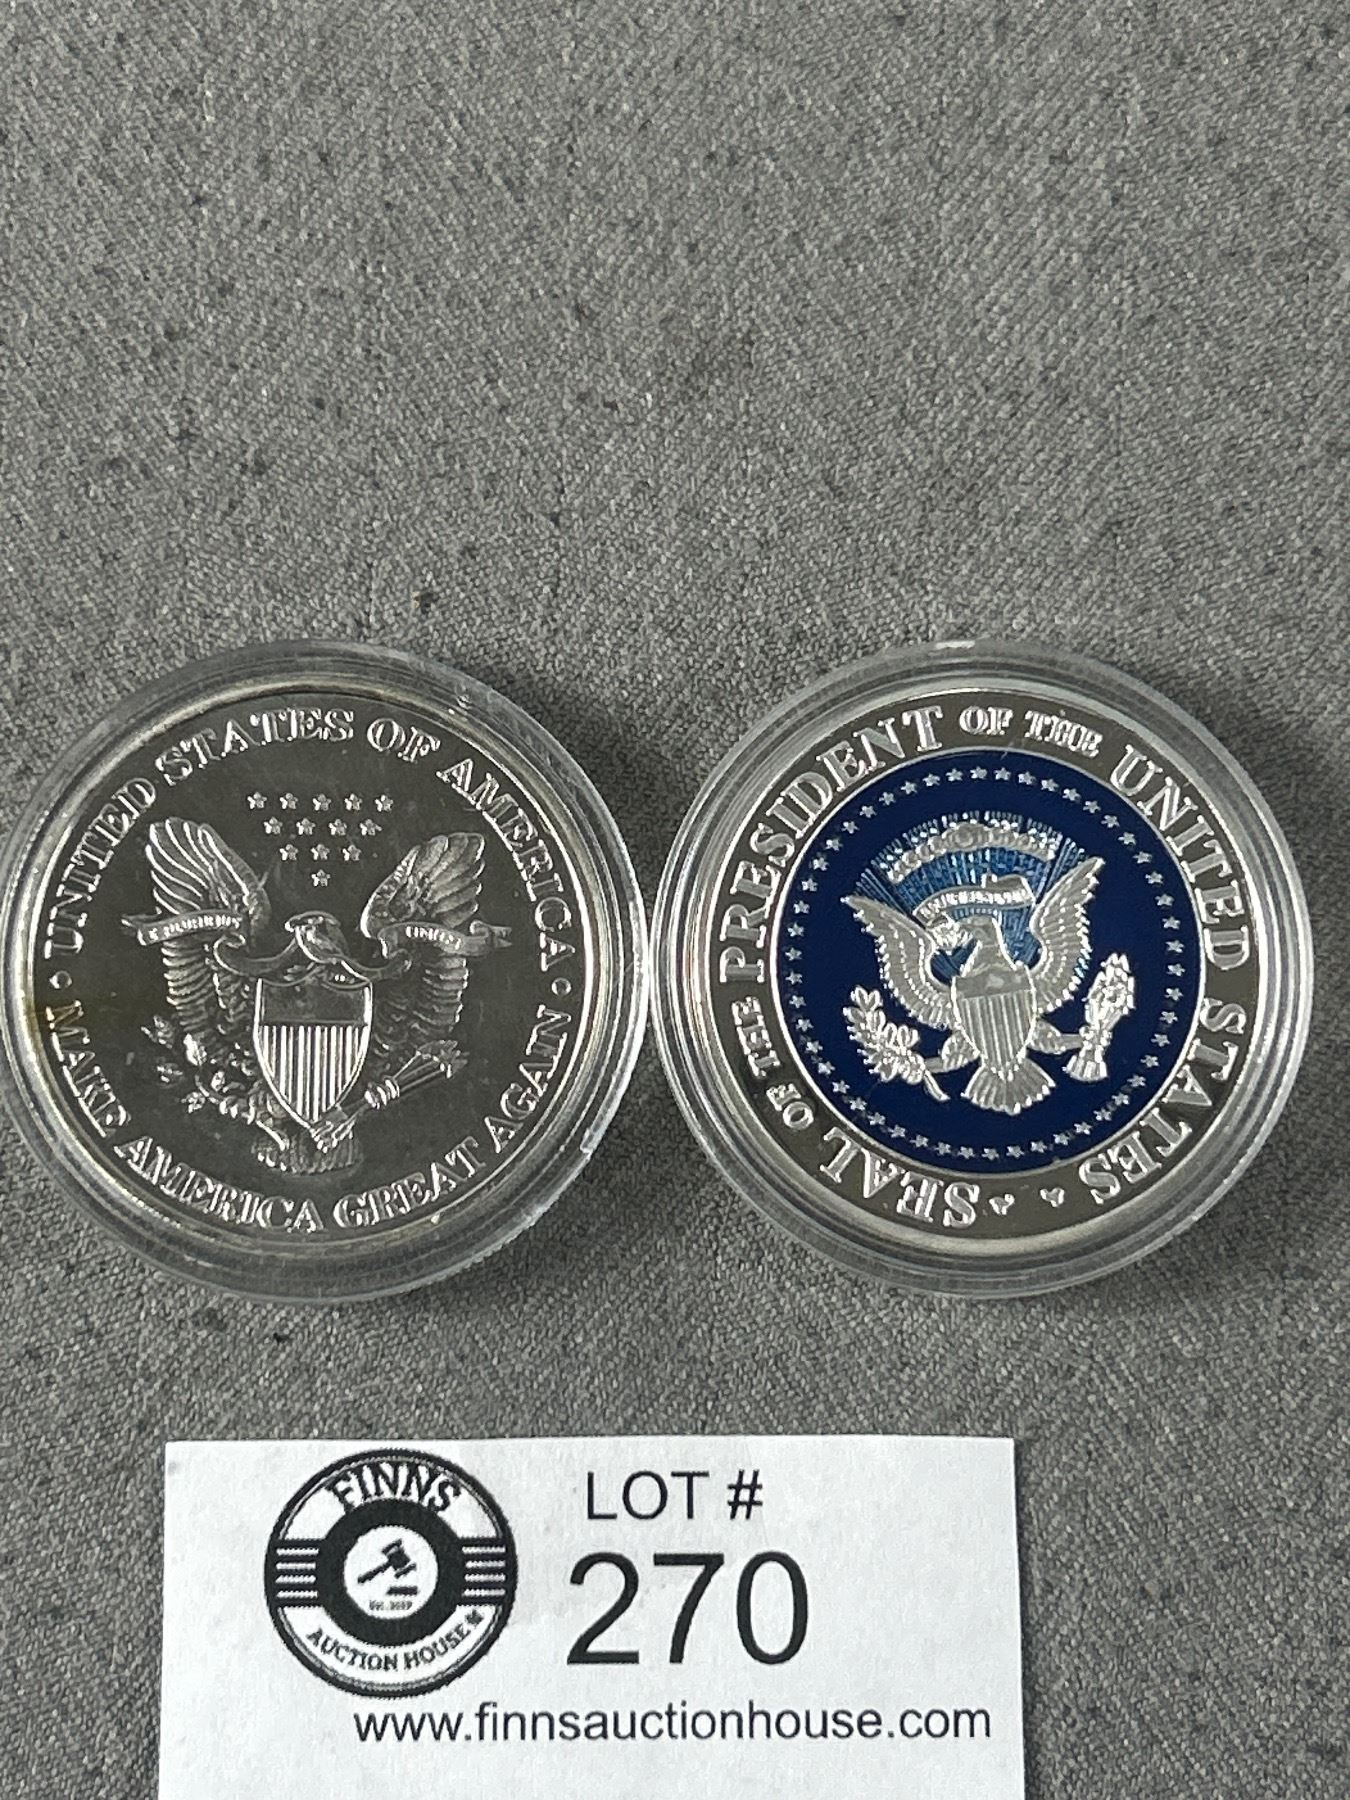 UNITED STATES OF AMERICA
MAKE AMERICA GREAT AGAIN
SEAL OF THE PRESIDENT OF THE UNITED STATES
FINNS
AUCTION HOUSE
LOT #
270
www.finnsauctionhouse.com